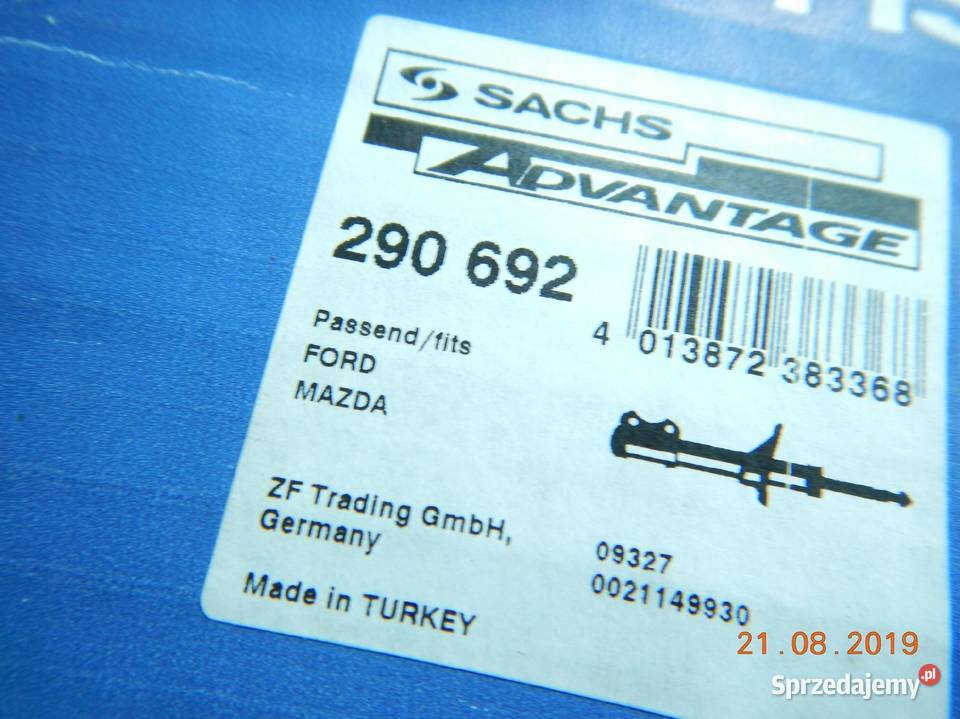 SACHS
ADVANTAGE
290 692
4 013872 383368
Passend/fits
FORD
MAZDA
ZF Trading GmbH,
Germany
09327
0021149930
Made in TURKEY
21.08.2019
Sprzedajemy.pl